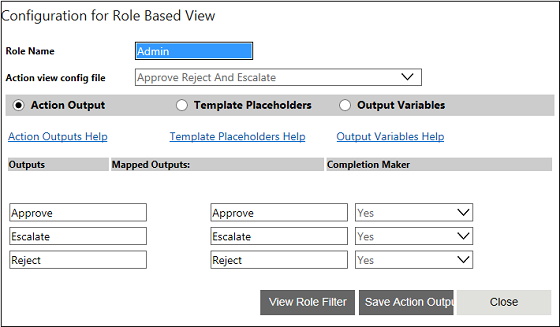 Configuration for Role Based View
Role Name Admin
Action view config file Approve Reject And Escalate
Action Output Template Placeholders Output Variables
Action Outputs Help Template Placeholders Help Output Variables Help
Outputs Mapped Outputs: Completion Maker
Approve Approve Yes
Escalate Escalate Yes
Reject Reject Yes
View Role Filter Save Action Outpu Close